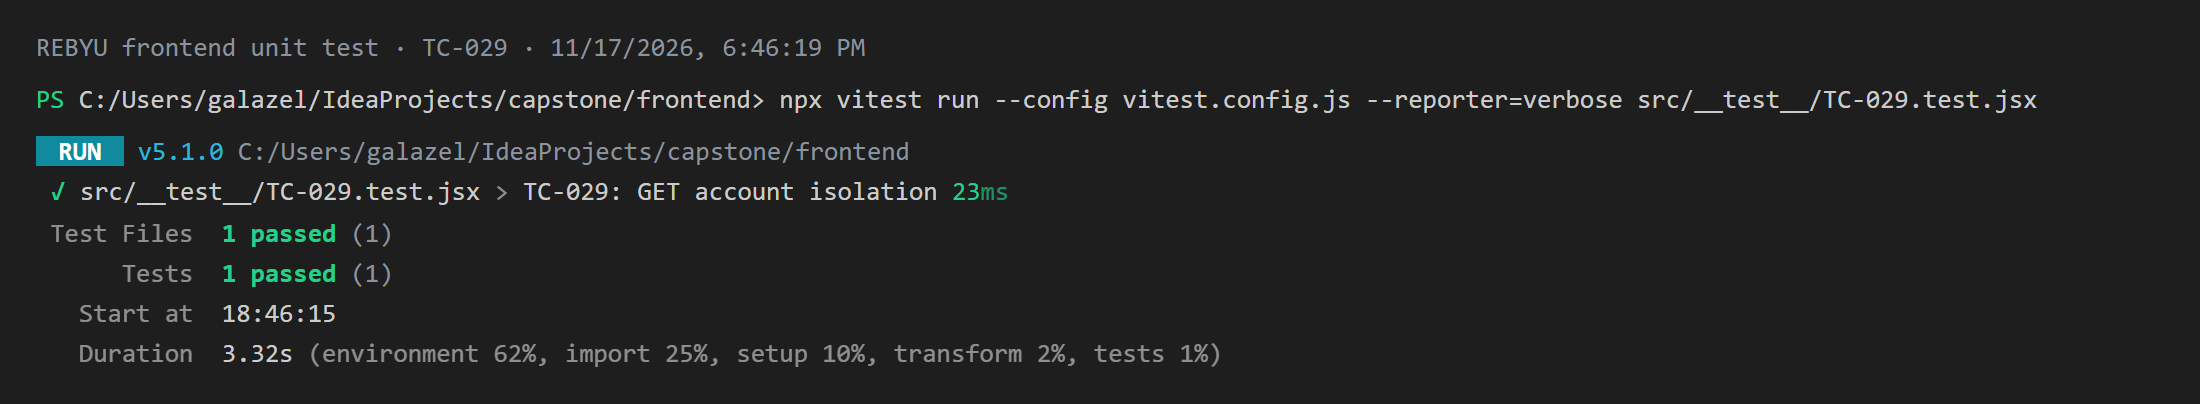 REBYU frontend unit test · TC-029 · 11/17/2026, 6:46:19 PM
PS C:/Users/galazel/IdeaProjects/capstone/frontend> npx vitest run --config vitest.config.js --reporter=verbose src/__test__/TC-029.test.jsx
RUN v5.1.0 C:/Users/galazel/IdeaProjects/capstone/frontend
√ src/__test__/TC-029.test.jsx > TC-029: GET account isolation 23ms
Test Files 1 passed (1)
Tests 1 passed (1)
Start at 18:46:15
Duration 3.32s (environment 62%, import 25%, setup 10%, transform 2%, tests 1%)